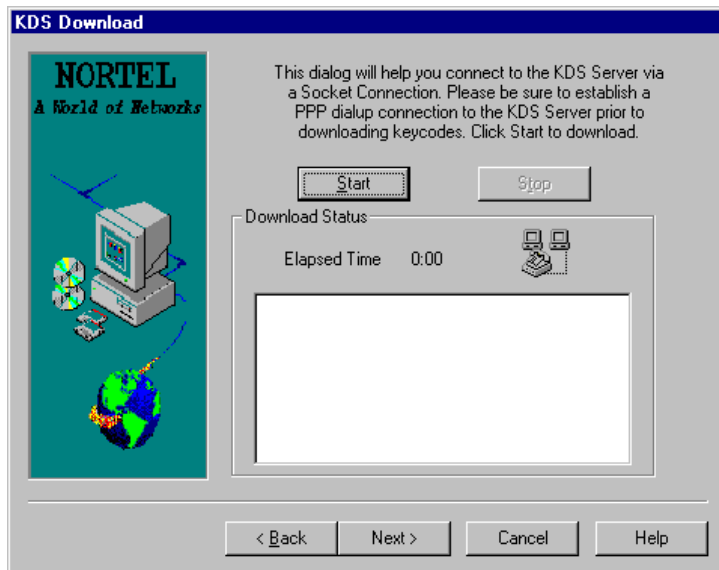 KDS Download
NORTEL
A World of Networks
This dialog will help you connect to the KDS Server via
a Socket Connection. Please be sure to establish a
PPP dialup connection to the KDS Server prior to
downloading keycodes. Click Start to download.
Start
Stop
Download Status
Elapsed Time 0:00
< Back
Next >
Cancel
Help